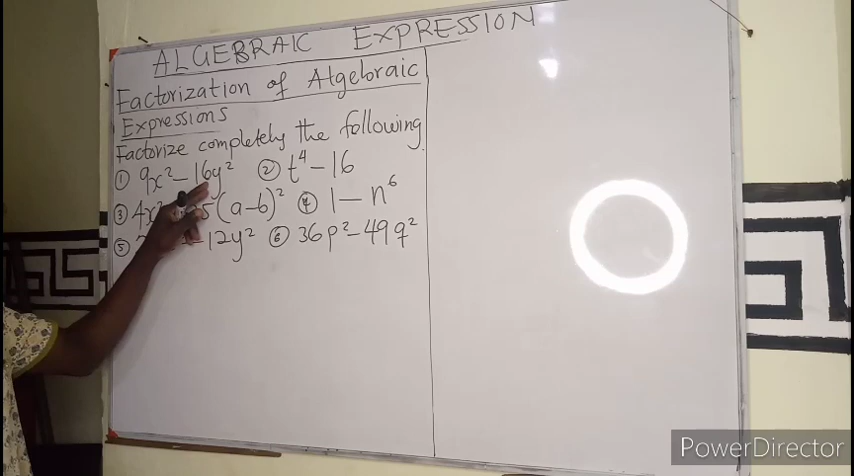 ALGEBRAIC EXPRESSION
Factorization of Algebraic
Expressions
Factorize completely the following
① 9x² - 16y² ② t⁴ - 16
③ 4x² 5(a-b)² ④ 1 - n⁶
⑤ - 12y² ⑥ 36p² - 49q²
PowerDirector